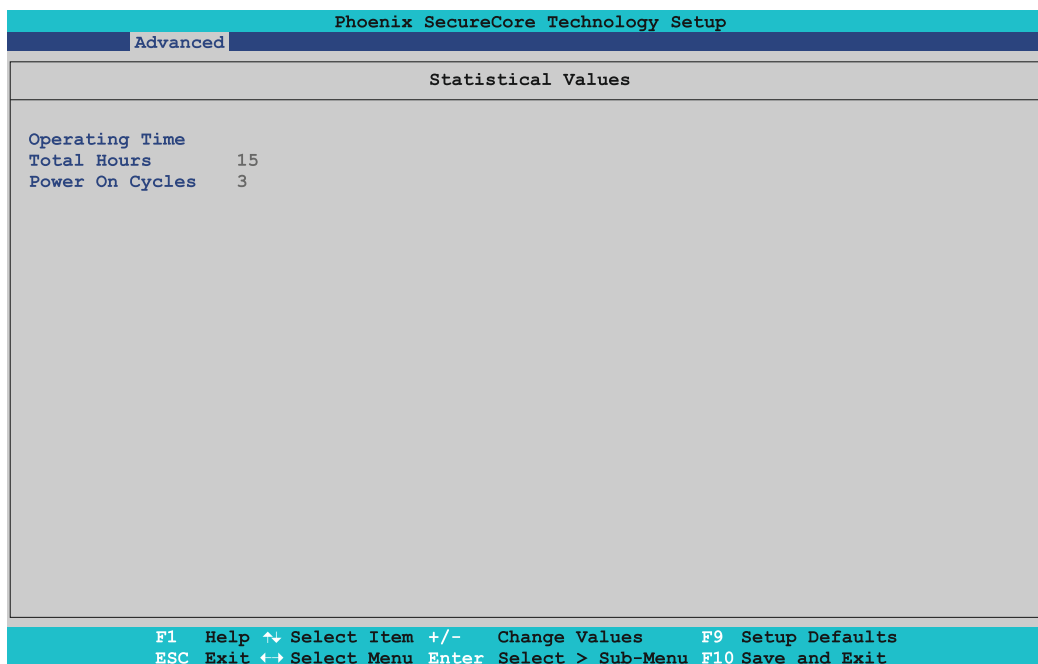 Phoenix SecureCore Technology Setup
Advanced
Statistical Values
Operating Time
Total Hours 15
Power On Cycles 3
F1 Help ↑↓ Select Item +/- Change Values F9 Setup Defaults
ESC Exit ←→ Select Menu Enter Select > Sub-Menu F10 Save and Exit